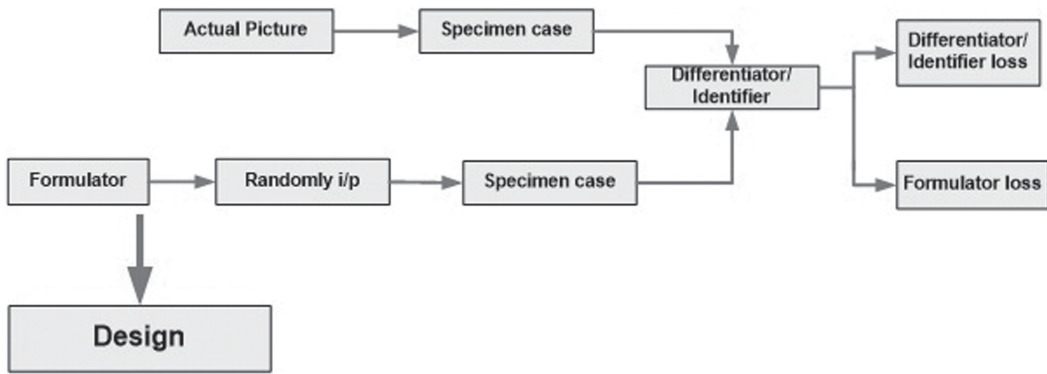 Actual Picture
Specimen case
Differentiator/
Identifier loss
Differentiator/
Identifier
Formulator
Randomly i/p
Specimen case
Formulator loss
Design